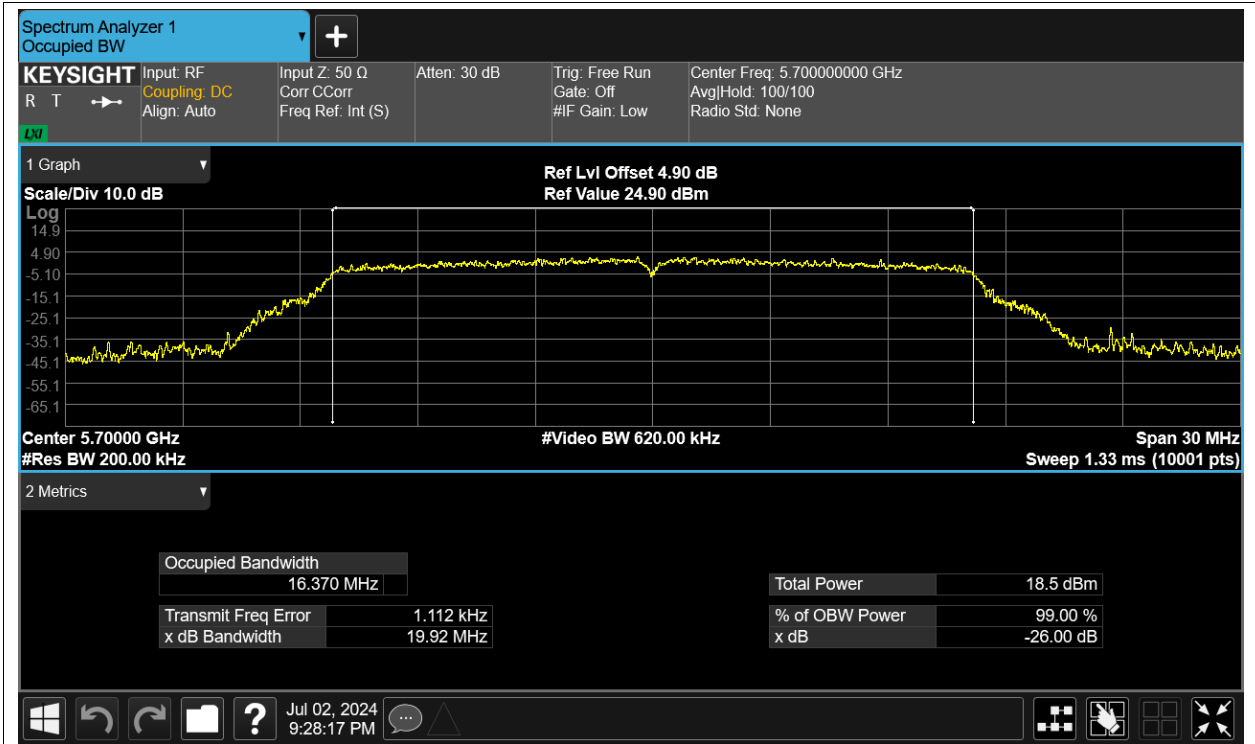 Spectrum Analyzer 1
Occupied BW
▼
+
KEYSIGHT
R T
LXI
Input: RF
Coupling: DC
Align: Auto
Input Z: 50 Ω
Corr CCorr
Freq Ref: Int (S)
Atten: 30 dB
Trig: Free Run
Gate: Off
#IF Gain: Low
Center Freq: 5.700000000 GHz
Avg|Hold: 100/100
Radio Std: None
1 Graph ▼
Scale/Div 10.0 dB
Ref Lvl Offset 4.90 dB
Ref Value 24.90 dBm
Log
14.9
4.90
-5.10
-15.1
-25.1
-35.1
-45.1
-55.1
-65.1
Center 5.70000 GHz
#Res BW 200.00 kHz
#Video BW 620.00 kHz
Span 30 MHz
Sweep 1.33 ms (10001 pts)
2 Metrics ▼
Occupied Bandwidth
16.370 MHz
Transmit Freq Error 1.112 kHz
x dB Bandwidth 19.92 MHz
Total Power 18.5 dBm
% of OBW Power 99.00 %
x dB -26.00 dB
?
Jul 02, 2024
9:28:17 PM